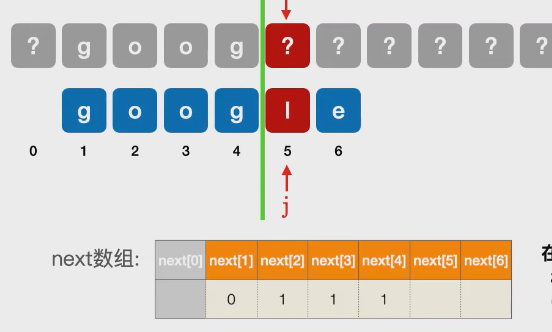 ? g o o g ? ? ? ? ? ?
g o o g l e
0 1 2 3 4 5 6
j
next数组: next[0] next[1] next[2] next[3] next[4] next[5] next[6]
0 1 1 1
在